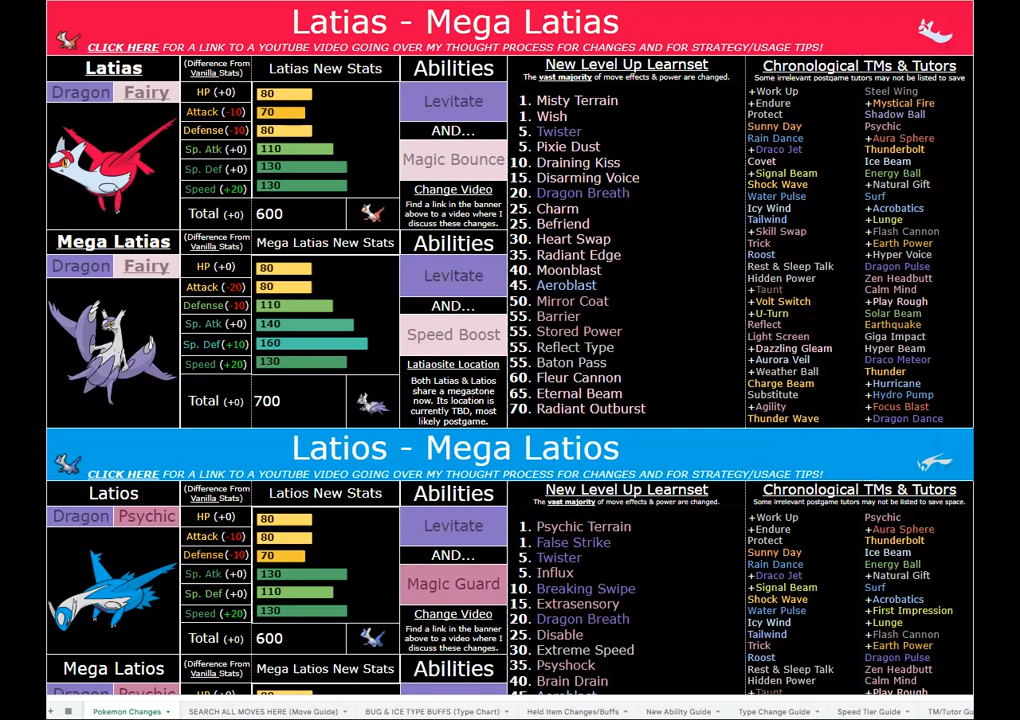 Latias - Mega Latias
CLICK HERE FOR A LINK TO A YOUTUBE VIDEO GOING OVER MY THOUGHT PROCESS FOR CHANGES AND FOR STRATEGY/USAGE TIPS!
Latias
(Difference From
Vanilla Stats)
Latias New Stats
Abilities
Dragon Fairy
HP (+0) 80
Attack (-10) 70
Defense (-10) 80
Sp. Atk (+0) 110
Sp. Def (+0) 130
Speed (+20) 130
Total (+0) 600
Levitate
AND...
Magic Bounce
Change Video
Find a link in the banner
above to a video where I
discuss these changes.
Mega Latias
(Difference From
Vanilla Stats)
Mega Latias New Stats
Abilities
Dragon Fairy
HP (+0) 80
Attack (-20) 80
Defense (-10) 110
Sp. Atk (+0) 140
Sp. Def (+10) 160
Speed (+20) 130
Total (+0) 700
Levitate
AND...
Speed Boost
Latiaosite Location
Both Latias & Latios
share a megastone
now. Its location is
currently TBD, most
likely postgame.
New Level Up Learnset
The vast majority of move effects & power are changed.
1. Misty Terrain
1. Wish
5. Twister
5. Pixie Dust
10. Draining Kiss
15. Disarming Voice
20. Dragon Breath
25. Charm
25. Befriend
30. Heart Swap
35. Radiant Edge
40. Moonblast
45. Aeroblast
50. Mirror Coat
55. Barrier
55. Stored Power
55. Reflect Type
55. Baton Pass
60. Fleur Cannon
65. Eternal Beam
70. Radiant Outburst
Chronological TMs & Tutors
Some irrelevant postgame tutors may not be listed to save
+Work Up
+Endure
Protect
Sunny Day
Rain Dance
+Draco Jet
Covet
+Signal Beam
Shock Wave
Water Pulse
Icy Wind
Tailwind
+Skill Swap
Trick
Roost
Rest & Sleep Talk
Hidden Power
+Taunt
+Volt Switch
+U-Turn
Reflect
Light Screen
+Dazzling Gleam
+Aurora Veil
+Weather Ball
Charge Beam
Substitute
+Agility
Thunder Wave
Steel Wing
+Mystical Fire
Shadow Ball
Psychic
+Aura Sphere
Thunderbolt
Ice Beam
Energy Ball
+Natural Gift
Surf
+Acrobatics
+Lunge
+Flash Cannon
+Earth Power
+Hyper Voice
Dragon Pulse
Zen Headbutt
Calm Mind
+Play Rough
Solar Beam
Earthquake
Giga Impact
Hyper Beam
Draco Meteor
Thunder
+Hurricane
+Hydro Pump
+Focus Blast
+Dragon Dance
Latios - Mega Latios
CLICK HERE FOR A LINK TO A YOUTUBE VIDEO GOING OVER MY THOUGHT PROCESS FOR CHANGES AND FOR STRATEGY/USAGE TIPS!
Latios
(Difference From
Vanilla Stats)
Latios New Stats
Abilities
Dragon Psychic
HP (+0) 80
Attack (-10) 80
Defense (-10) 70
Sp. Atk (+0) 130
Sp. Def (+0) 110
Speed (+20) 130
Total (+0) 600
Levitate
AND...
Magic Guard
Change Video
Find a link in the banner
above to a video where I
discuss these changes.
Mega Latios
(Difference From
Vanilla Stats)
Mega Latios New Stats
Abilities
Dragon Psychic
HP (+0) 80
New Level Up Learnset
The vast majority of move effects & power are changed.
1. Psychic Terrain
1. False Strike
5. Twister
5. Influx
10. Breaking Swipe
15. Extrasensory
20. Dragon Breath
25. Disable
30. Extreme Speed
35. Psyshock
40. Brain Drain
45. Aeroblast
Chronological TMs & Tutors
Some irrelevant postgame tutors may not be listed to save space.
+Work Up
+Endure
Protect
Sunny Day
Rain Dance
+Draco Jet
+Signal Beam
Shock Wave
Water Pulse
Icy Wind
Tailwind
Trick
Roost
Rest & Sleep Talk
Hidden Power
+Taunt
Psychic
+Aura Sphere
Thunderbolt
Ice Beam
Energy Ball
+Natural Gift
Surf
+Acrobatics
+First Impression
+Lunge
+Flash Cannon
+Earth Power
Dragon Pulse
Zen Headbutt
Calm Mind
+Play Rough
Pokemon Changes SEARCH ALL MOVES HERE (Move Guide) BUG & ICE TYPE BUFFS (Type Chart) Held Item Changes/Buffs New Ability Guide Type Change Guide Speed Tier Guide TM/Tutor Gu